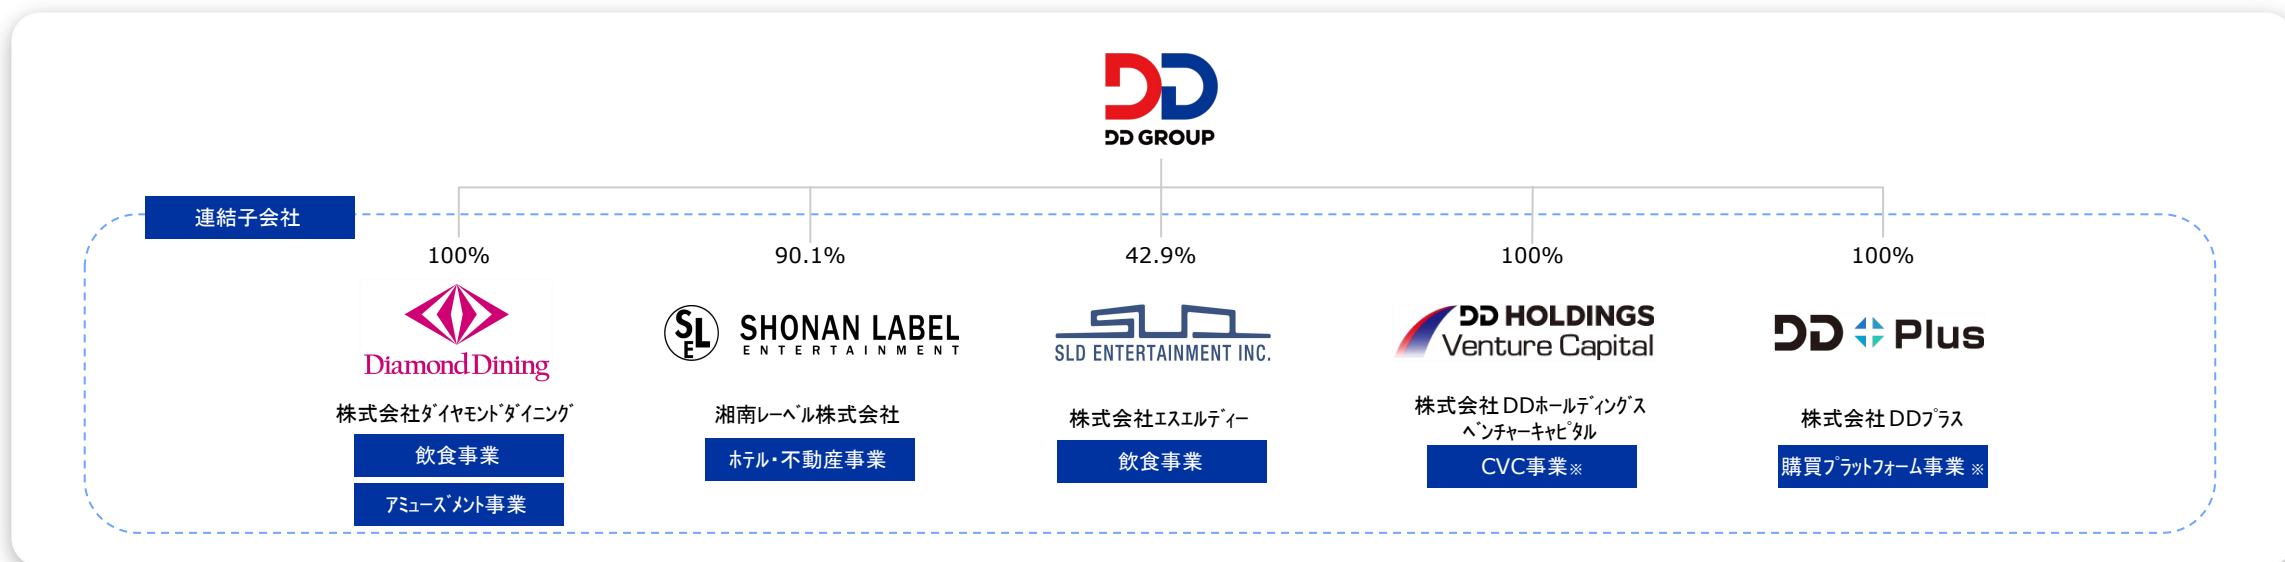 DD
DD GROUP
連結子会社
100%
90.1%
42.9%
100%
100%
Diamond Dining
SLE SHONAN LABEL
ENTERTAINMENT
SLD
SLD ENTERTAINMENT INC.
DD HOLDINGS
Venture Capital
DD Plus
株式会社ﾀﾞｲﾔﾓﾝﾄﾞﾀﾞｲﾆﾝｸﾞ
飲食事業
ｱﾐｭｰｽﾞﾒﾝﾄ事業
湘南ﾚｰﾍﾞﾙ株式会社
ﾎﾃﾙ・不動産事業
株式会社ｴｽｴﾙﾃﾞｨｰ
飲食事業
株式会社DDﾎｰﾙﾃﾞｨﾝｸﾞｽ
ﾍﾞﾝﾁｬｰｷｬﾋﾟﾀﾙ
CVC事業※
株式会社DDﾌﾟﾗｽ
購買ﾌﾟﾗｯﾄﾌｫｰﾑ事業※